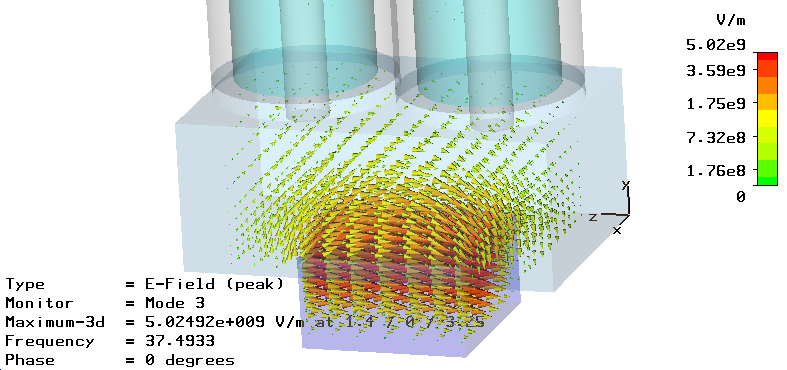 V/m
5.02e9
3.59e9
1.75e9
7.32e8
1.76e8
0
y
z
x
Type = E-Field (peak)
Monitor = Mode 3
Maximum-3d = 5.02492e+009 V/m at 1.4 / 0 / 3.25
Frequency = 37.4933
Phase = 0 degrees